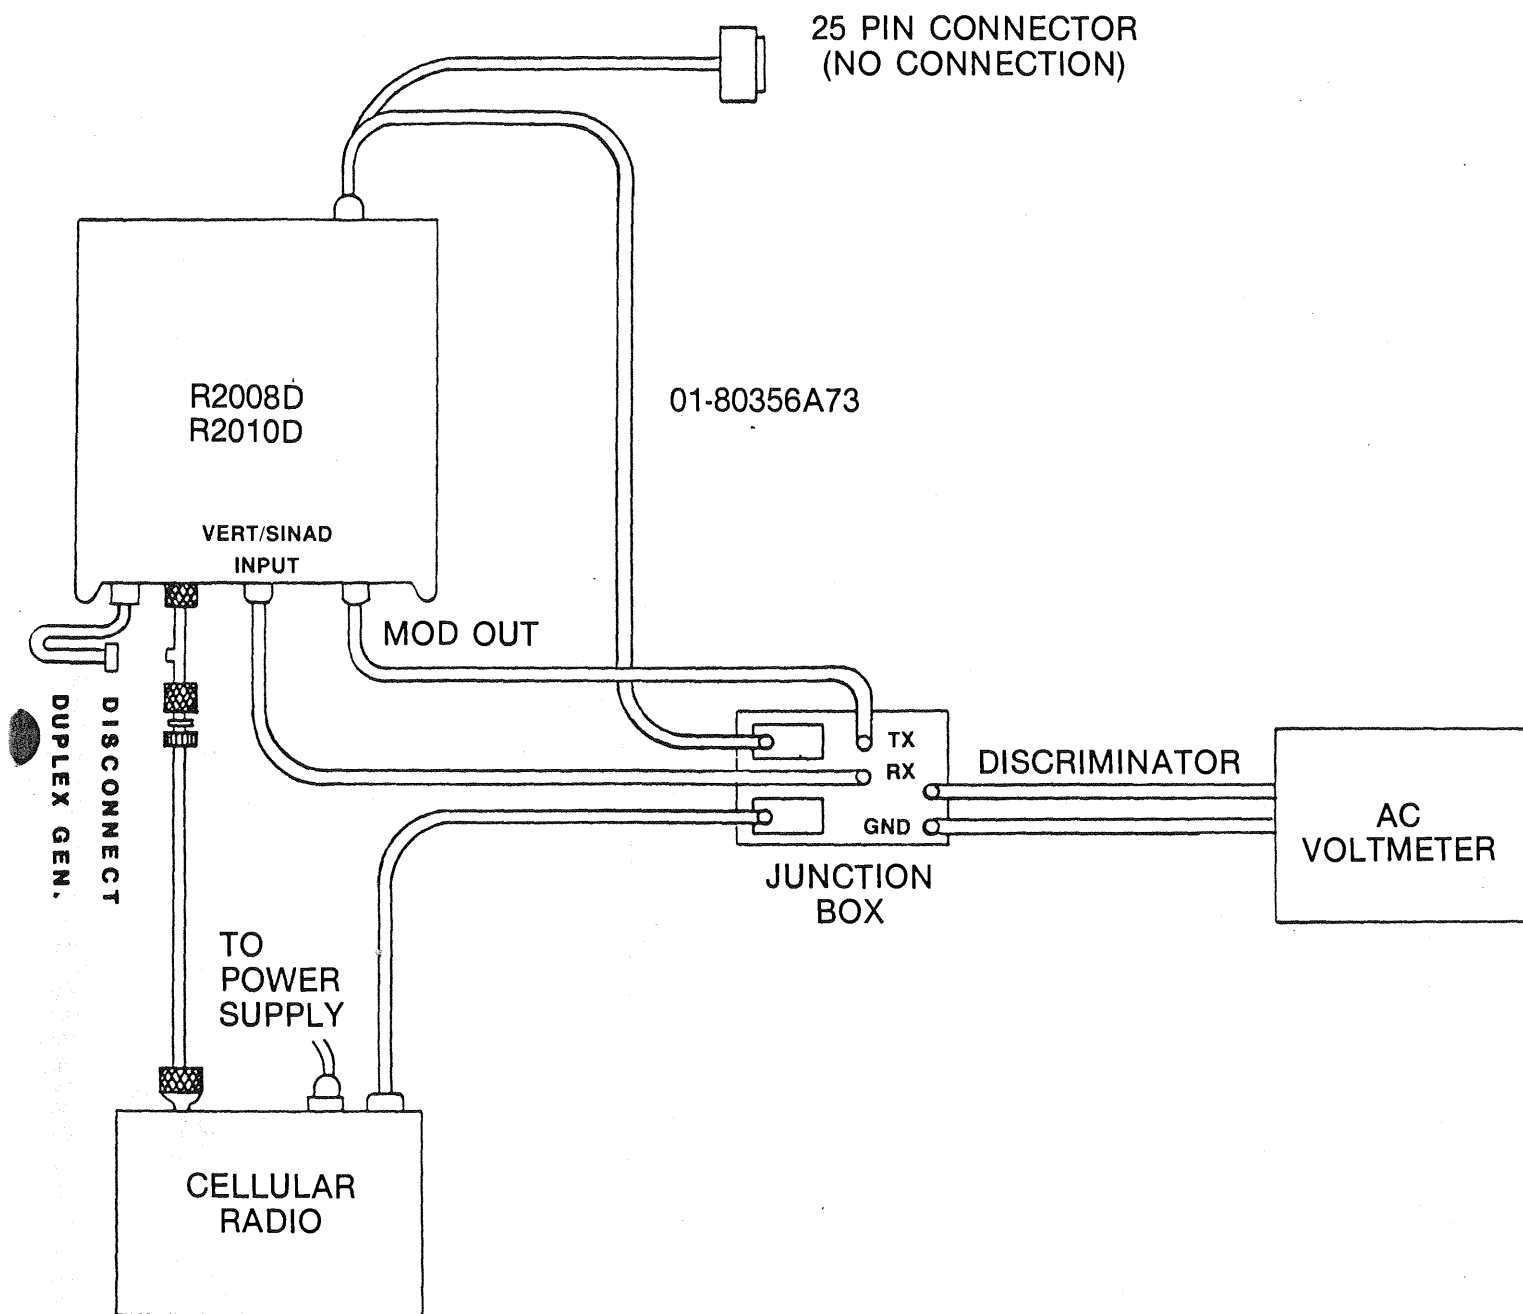 25 PIN CONNECTOR
(NO CONNECTION)
R2008D
R2010D
01-80356A73
VERT/SINAD
INPUT
MOD OUT
DISCONNECT
DUPLEX GEN.
TX
RX
GND
DISCRIMINATOR
AC
VOLTMETER
JUNCTION
BOX
TO
POWER
SUPPLY
CELLULAR
RADIO